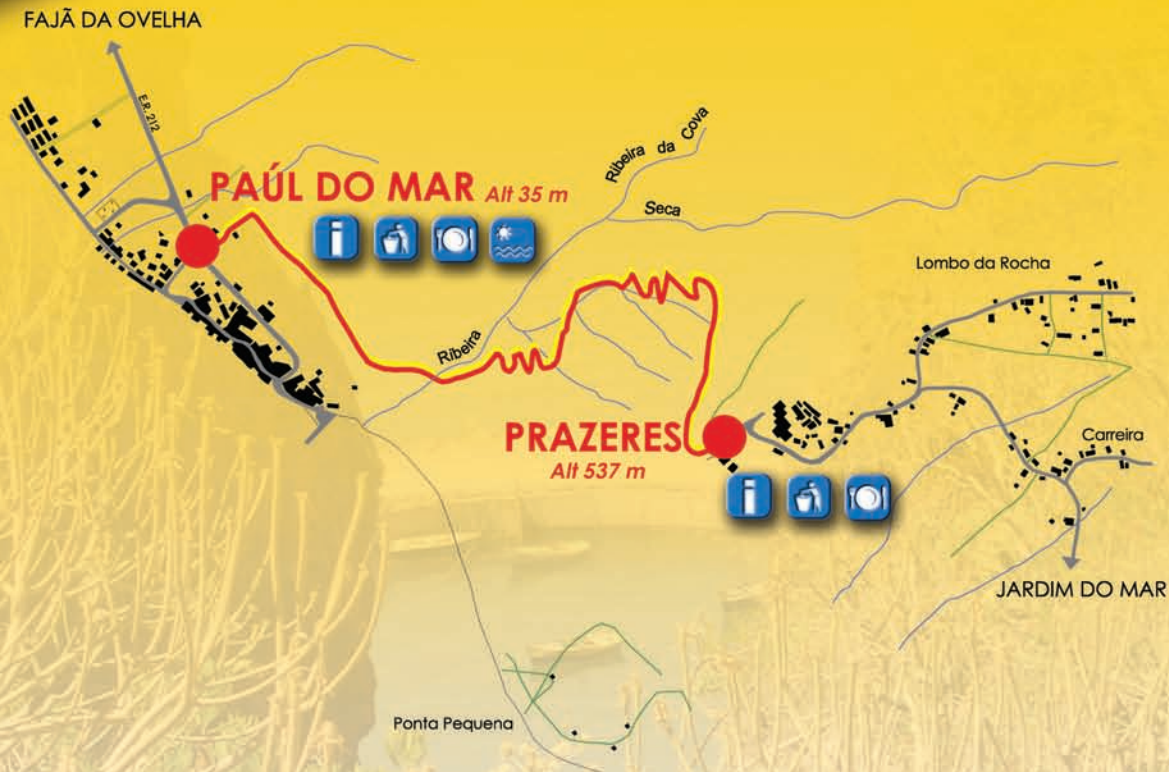 FAJÃ DA OVELHA
E.R. 212
PAÚL DO MAR Alt 35 m
Ribeira da Cova
Seca
Lombo da Rocha
Ribeira
PRAZERES
Alt 537 m
Carreira
JARDIM DO MAR
Ponta Pequena